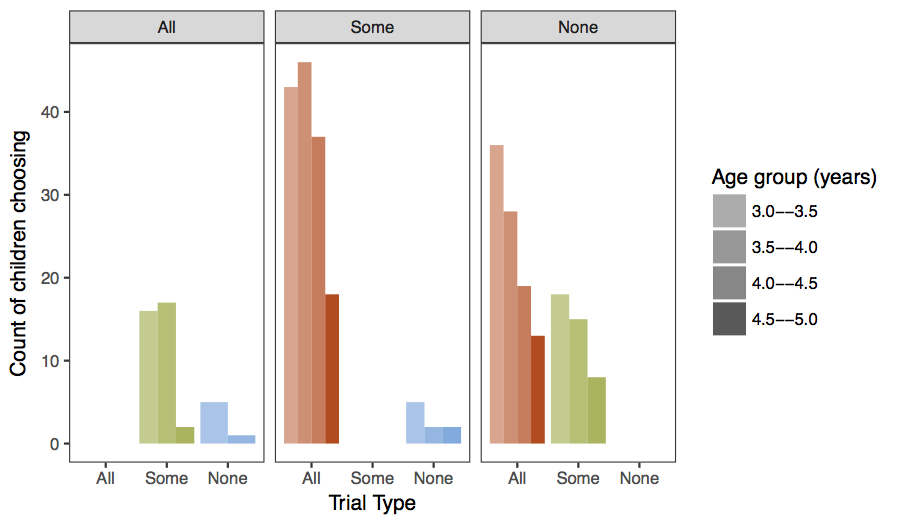 All Some None
Count of children choosing
40
30
20
10
0
All Some None All Some None All Some None
Trial Type
Age group (years)
3.0−−3.5
3.5−−4.0
4.0−−4.5
4.5−−5.0